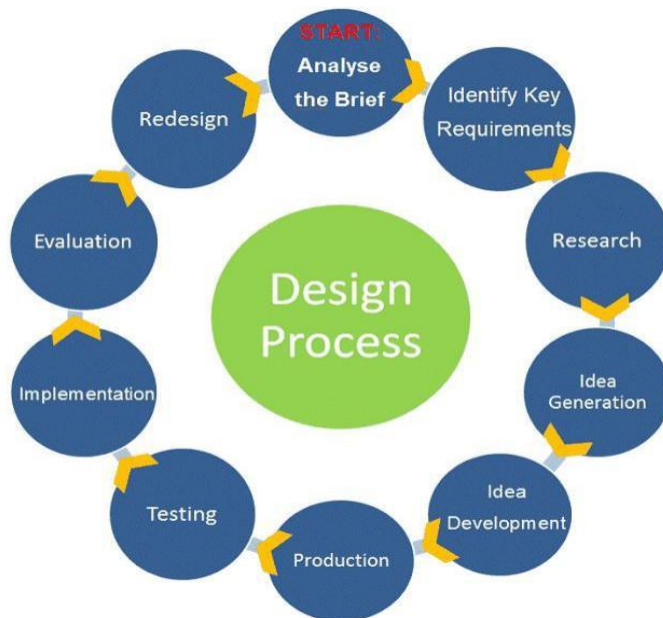 START:
Analyse
the Brief
Identify Key
Requirements
Research
Idea
Generation
Idea
Development
Production
Testing
Implementation
Evaluation
Redesign
Design
Process